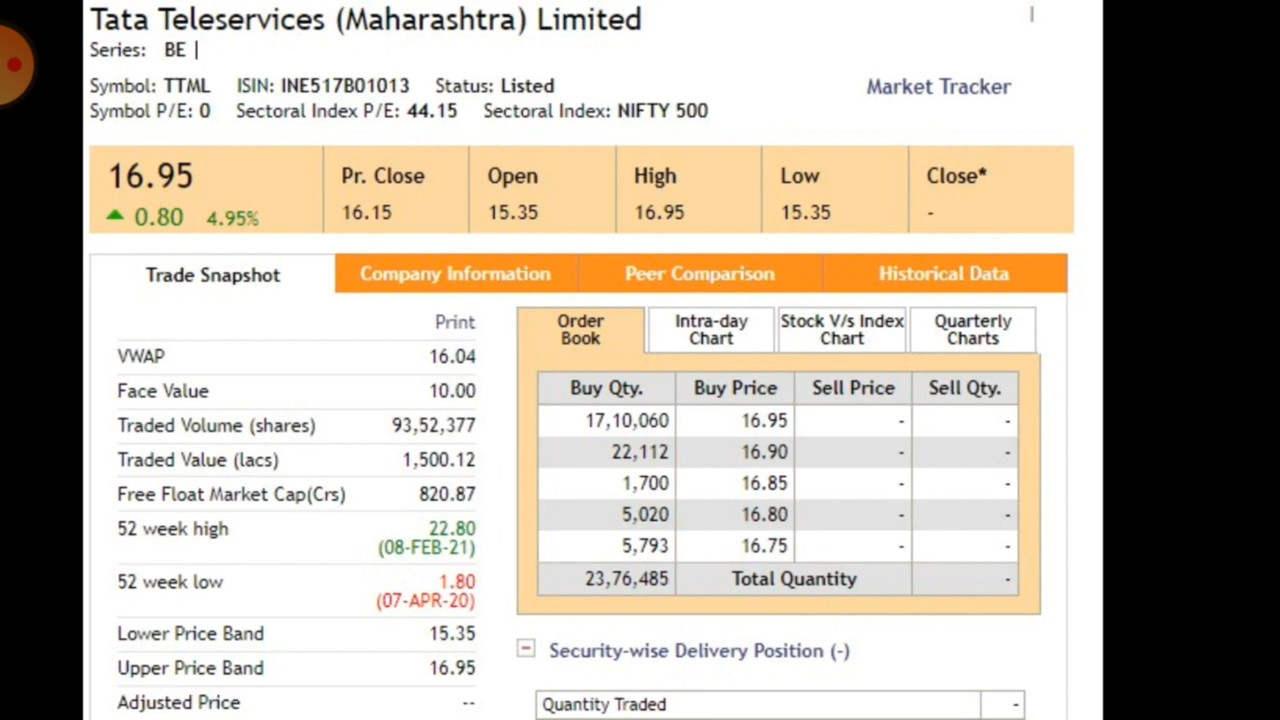 Tata Teleservices (Maharashtra) Limited
Series: BE |
Symbol: TTML ISIN: INE517B01013 Status: Listed
Market Tracker
Symbol P/E: 0 Sectoral Index P/E: 44.15 Sectoral Index: NIFTY 500
16.95 Pr. Close Open High Low Close*
0.80 4.95% 16.15 15.35 16.95 15.35 -
Trade Snapshot Company Information Peer Comparison Historical Data
Print
VWAP 16.04
Face Value 10.00
Traded Volume (shares) 93,52,377
Traded Value (lacs) 1,500.12
Free Float Market Cap(Crs) 820.87
52 week high 22.80
(08-FEB-21)
52 week low 1.80
(07-APR-20)
Lower Price Band 15.35
Upper Price Band 16.95
Adjusted Price --
Order Book
Intra-day Chart
Stock V/s Index Chart
Quarterly Charts
Buy Qty. Buy Price Sell Price Sell Qty.
17,10,060 16.95 - -
22,112 16.90 - -
1,700 16.85 - -
5,020 16.80 - -
5,793 16.75 - -
23,76,485 Total Quantity -
Security-wise Delivery Position (-)
Quantity Traded -